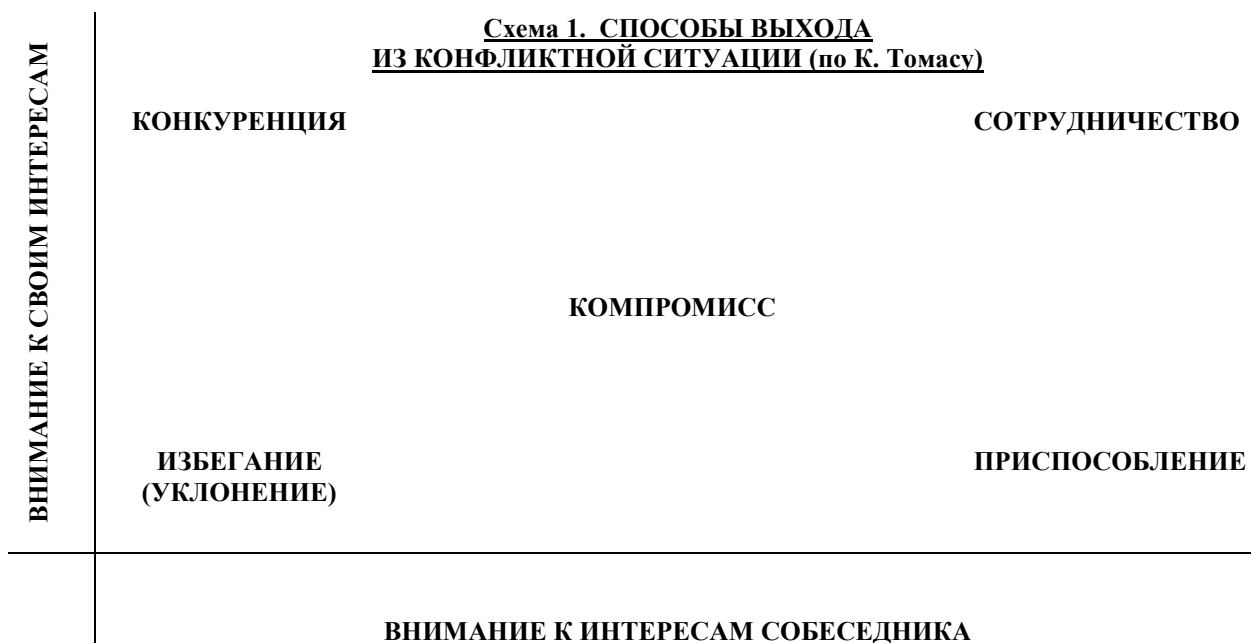 Схема 1. СПОСОБЫ ВЫХОДА
ИЗ КОНФЛИКТНОЙ СИТУАЦИИ (по К. Томасу)
ВНИМАНИЕ К СВОИМ ИНТЕРЕСАМ
КОНКУРЕНЦИЯ
СОТРУДНИЧЕСТВО
КОМПРОМИСС
ИЗБЕГАНИЕ
(УКЛОНЕНИЕ)
ПРИСПОСОБЛЕНИЕ
ВНИМАНИЕ К ИНТЕРЕСАМ СОБЕСЕДНИКА